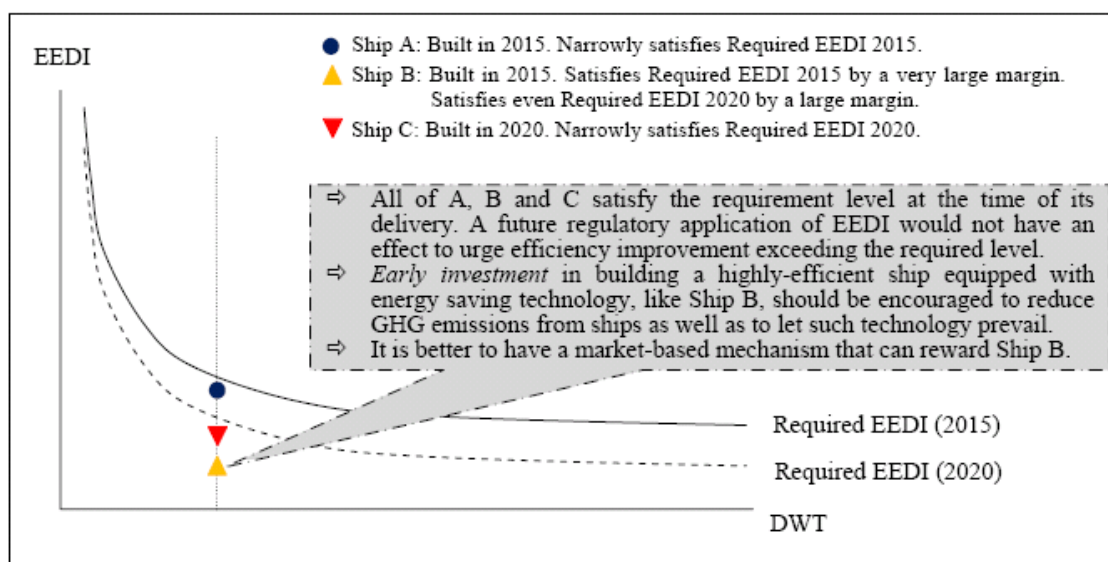 EEDI
Ship A: Built in 2015. Narrowly satisfies Required EEDI 2015.
Ship B: Built in 2015. Satisfies Required EEDI 2015 by a very large margin.
Satisfies even Required EEDI 2020 by a large margin.
Ship C: Built in 2020. Narrowly satisfies Required EEDI 2020.
⇨ All of A, B and C satisfy the requirement level at the time of its
delivery. A future regulatory application of EEDI would not have an
effect to urge efficiency improvement exceeding the required level.
⇨ Early investment in building a highly-efficient ship equipped with
energy saving technology, like Ship B, should be encouraged to reduce
GHG emissions from ships as well as to let such technology prevail.
⇨ It is better to have a market-based mechanism that can reward Ship B.
Required EEDI (2015)
Required EEDI (2020)
DWT